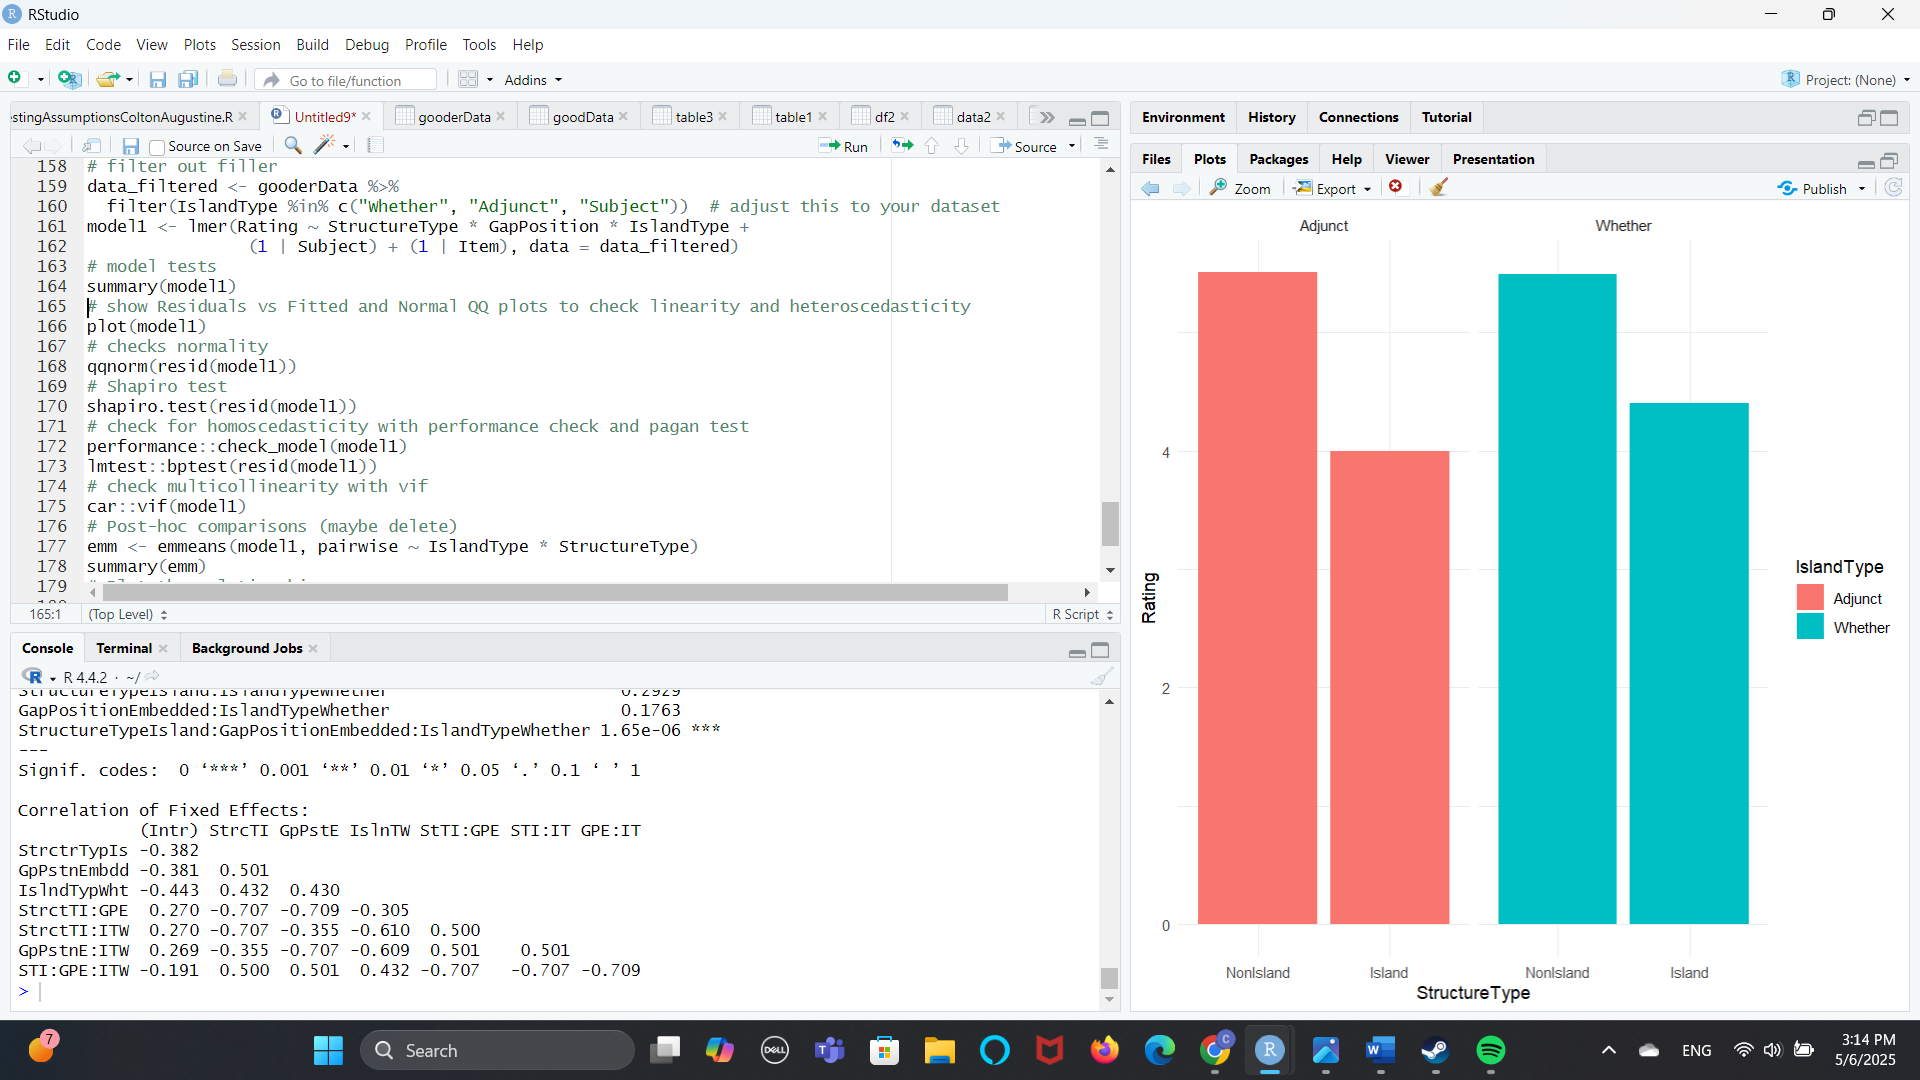 RStudio
File Edit Code View Plots Session Build Debug Profile Tools Help
Go to file/function Addins Project: (None)
estingAssumptionsColtonAugustine.R Untitled9* gooderData goodData table3 table1 df2 data2
Source on Save Run Source
158 # filter out filler
159 data_filtered <- gooderData %>%
160 filter(IslandType %in% c("Whether", "Adjunct", "Subject")) # adjust this to your dataset
161 model1 <- lmer(Rating ~ StructureType * GapPosition * IslandType +
162 (1 | Subject) + (1 | Item), data = data_filtered)
163 # model tests
164 summary(model1)
165 # show Residuals vs Fitted and Normal QQ plots to check linearity and heteroscedasticity
166 plot(model1)
167 # checks normality
168 qqnorm(resid(model1))
169 # Shapiro test
170 shapiro.test(resid(model1))
171 # check for homoscedasticity with performance check and pagan test
172 performance::check_model(model1)
173 lmtest::bptest(resid(model1))
174 # check multicollinearity with vif
175 car::vif(model1)
176 # Post-hoc comparisons (maybe delete)
177 emm <- emmeans(model1, pairwise ~ IslandType * StructureType)
178 summary(emm)
179
165:1 (Top Level) R Script
Console Terminal Background Jobs
R 4.4.2 · ~/
StructureTypeIsland:IslandTypeWhether 0.2929
GapPositionEmbedded:IslandTypeWhether 0.1763
StructureTypeIsland:GapPositionEmbedded:IslandTypeWhether 1.65e-06 ***
---
Signif. codes: 0 ‘***’ 0.001 ‘**’ 0.01 ‘*’ 0.05 ‘.’ 0.1 ‘ ’ 1
Correlation of Fixed Effects:
(Intr) StrcTI GpPstE IslnTW StTI:GPE STI:IT GPE:IT
StrctrTypIs -0.382
GpPstnEmbdd -0.381 0.501
IslndTypWht -0.443 0.432 0.430
StrctTI:GPE 0.270 -0.707 -0.709 -0.305
StrctTI:ITW 0.270 -0.707 -0.355 -0.610 0.500
GpPstnE:ITW 0.269 -0.355 -0.707 -0.609 0.501 0.501
STI:GPE:ITW -0.191 0.500 0.501 0.432 -0.707 -0.707 -0.709
>
Environment History Connections Tutorial
Files Plots Packages Help Viewer Presentation
Zoom Export Publish
Adjunct Whether
4
2
0
Rating
NonIsland Island NonIsland Island
StructureType
IslandType
Adjunct
Whether
7 Search DELL ENG 3:14 PM
5/6/2025